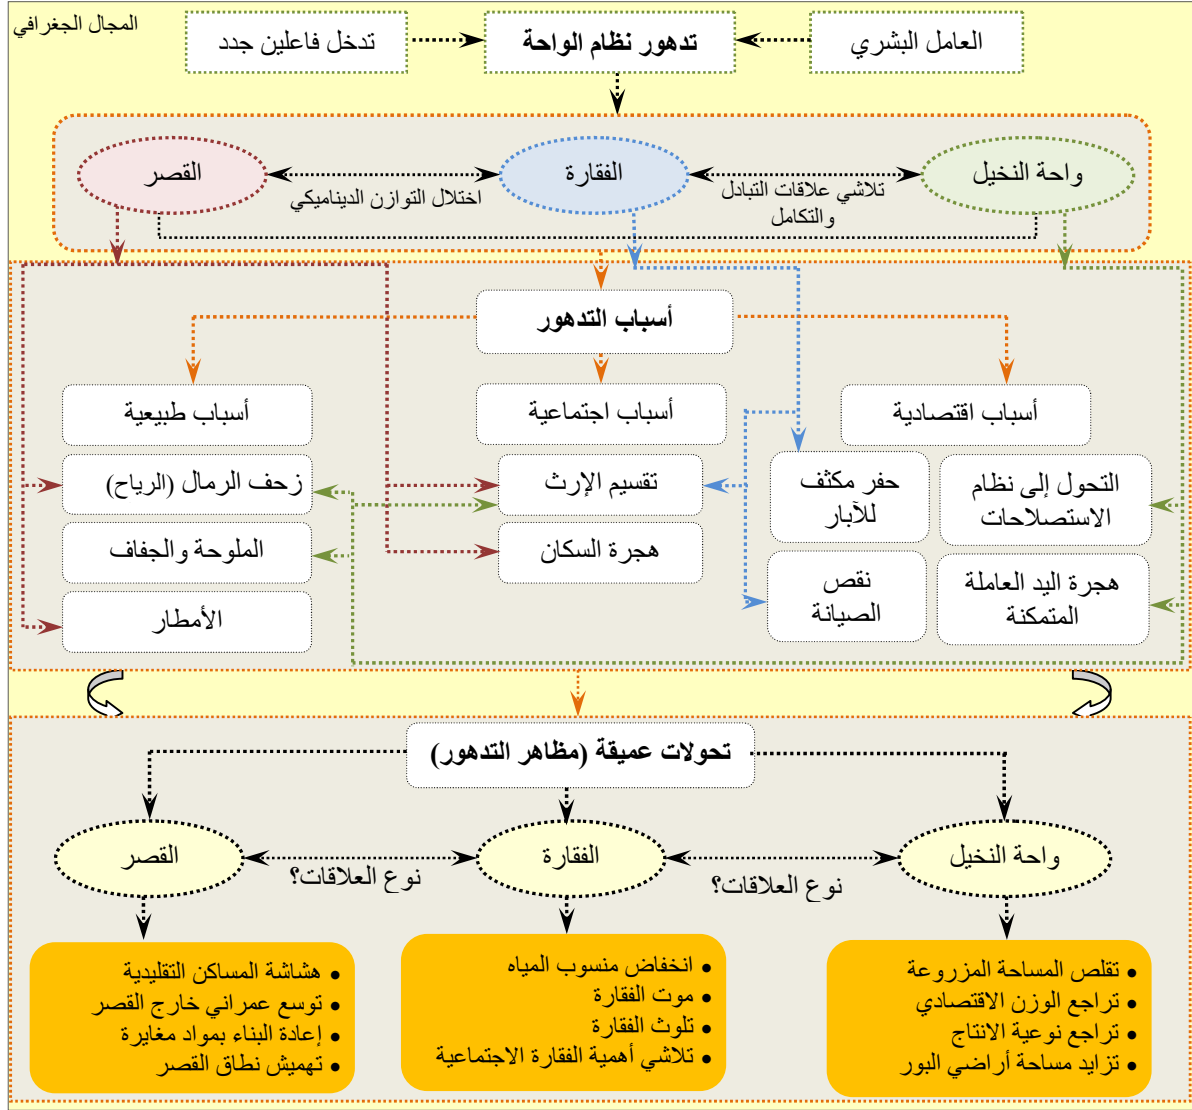 المجال الجغرافي
العامل البشري
تدهور نظام الواحة
تدخل فاعلين جدد
واحة النخيل
تلاشي علاقات التبادل
والتكامل
الفقارة
اختلال التوازن الديناميكي
القصر
أسباب التدهور
أسباب اقتصادية
أسباب اجتماعية
أسباب طبيعية
التحول إلى نظام
الاستصلاحات
حفر مكثف
للآبار
تقسيم الإرث
زحف الرمال (الرياح)
هجرة اليد العاملة
المتمكنة
نقص
الصيانة
هجرة السكان
الملوحة والجفاف
الأمطار
تحولات عميقة (مظاهر التدهور)
واحة النخيل
نوع العلاقات؟
الفقارة
نوع العلاقات؟
القصر
• تقلص المساحة المزروعة
• تراجع الوزن الاقتصادي
• تراجع نوعية الانتاج
• تزايد مساحة أراضي البور
• انخفاض منسوب المياه
• موت الفقارة
• تلوث الفقارة
• تلاشي أهمية الفقارة الاجتماعية
• هشاشة المساكن التقليدية
• توسع عمراني خارج القصر
• إعادة البناء بمواد مغايرة
• تهميش نطاق القصر